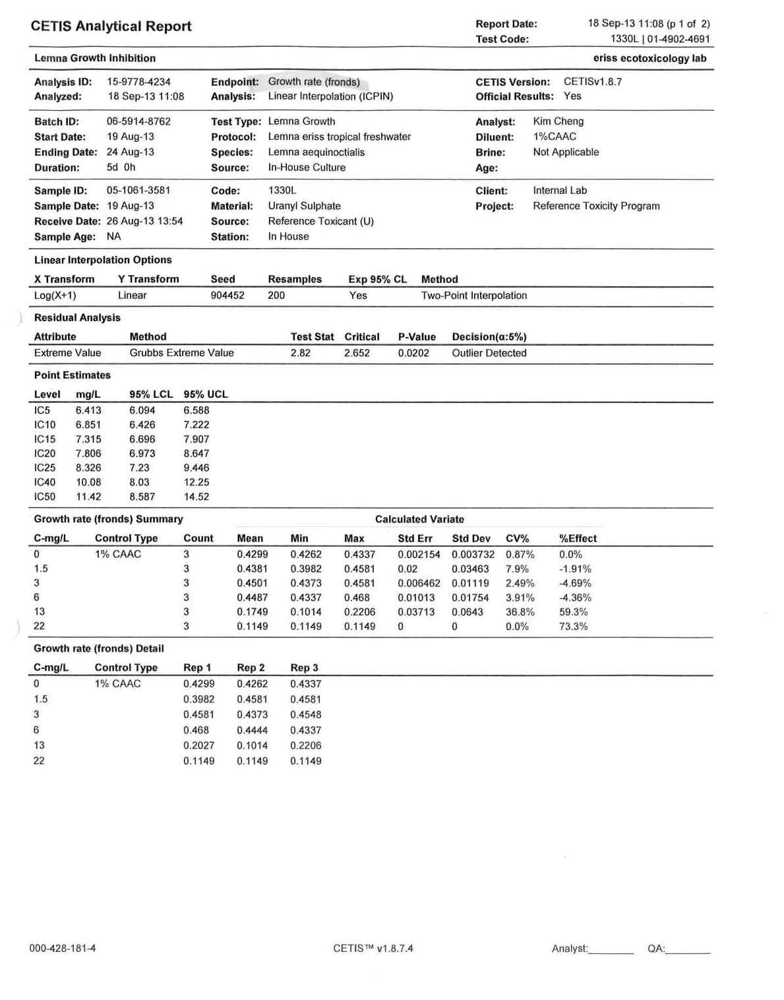 CETIS Analytical Report
Report Date: 18 Sep-13 11:08 (p 1 of 2)
Test Code: 1330L | 01-4902-4691
Lemna Growth Inhibition eriss ecotoxicology lab
Analysis ID: 15-9778-4234 Endpoint: Growth rate (fronds) CETIS Version: CETISv1.8.7
Analyzed: 18 Sep-13 11:08 Analysis: Linear Interpolation (ICPIN) Official Results: Yes
Batch ID: 06-5914-8762 Test Type: Lemna Growth Analyst: Kim Cheng
Start Date: 19 Aug-13 Protocol: Lemna eriss tropical freshwater Diluent: 1%CAAC
Ending Date: 24 Aug-13 Species: Lemna aequinoctialis Brine: Not Applicable
Duration: 5d 0h Source: In-House Culture Age:
Sample ID: 05-1061-3581 Code: 1330L Client: Internal Lab
Sample Date: 19 Aug-13 Material: Uranyl Sulphate Project: Reference Toxicity Program
Receive Date: 26 Aug-13 13:54 Source: Reference Toxicant (U)
Sample Age: NA Station: In House
Linear Interpolation Options
X Transform Y Transform Seed Resamples Exp 95% CL Method
Log(X+1) Linear 904452 200 Yes Two-Point Interpolation
Residual Analysis
Attribute Method Test Stat Critical P-Value Decision(α:5%)
Extreme Value Grubbs Extreme Value 2.82 2.652 0.0202 Outlier Detected
Point Estimates
Level mg/L 95% LCL 95% UCL
IC5 6.413 6.094 6.588
IC10 6.851 6.426 7.222
IC15 7.315 6.696 7.907
IC20 7.806 6.973 8.647
IC25 8.326 7.23 9.446
IC40 10.08 8.03 12.25
IC50 11.42 8.587 14.52
Growth rate (fronds) Summary Calculated Variate
C-mg/L Control Type Count Mean Min Max Std Err Std Dev CV% %Effect
0 1% CAAC 3 0.4299 0.4262 0.4337 0.002154 0.003732 0.87% 0.0%
1.5 3 0.4381 0.3982 0.4581 0.02 0.03463 7.9% -1.91%
3 3 0.4501 0.4373 0.4581 0.006462 0.01119 2.49% -4.69%
6 3 0.4487 0.4337 0.468 0.01013 0.01754 3.91% -4.36%
13 3 0.1749 0.1014 0.2206 0.03713 0.0643 36.8% 59.3%
22 3 0.1149 0.1149 0.1149 0 0 0.0% 73.3%
Growth rate (fronds) Detail
C-mg/L Control Type Rep 1 Rep 2 Rep 3
0 1% CAAC 0.4299 0.4262 0.4337
1.5 0.3982 0.4581 0.4581
3 0.4581 0.4373 0.4548
6 0.468 0.4444 0.4337
13 0.2027 0.1014 0.2206
22 0.1149 0.1149 0.1149
000-428-181-4 CETIS™ v1.8.7.4 Analyst:_______ QA:_______